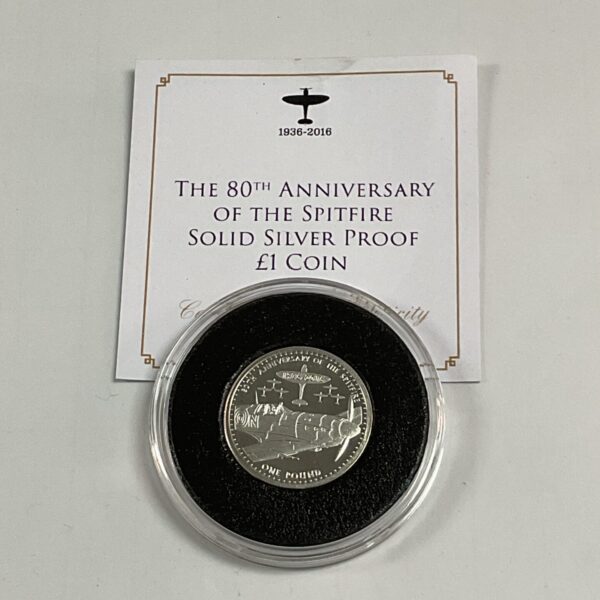 1936-2016
THE 80TH ANNIVERSARY
OF THE SPITFIRE
SOLID SILVER PROOF
£1 COIN
ANNIVERSARY OF THE SPITFIRE
ONE POUND